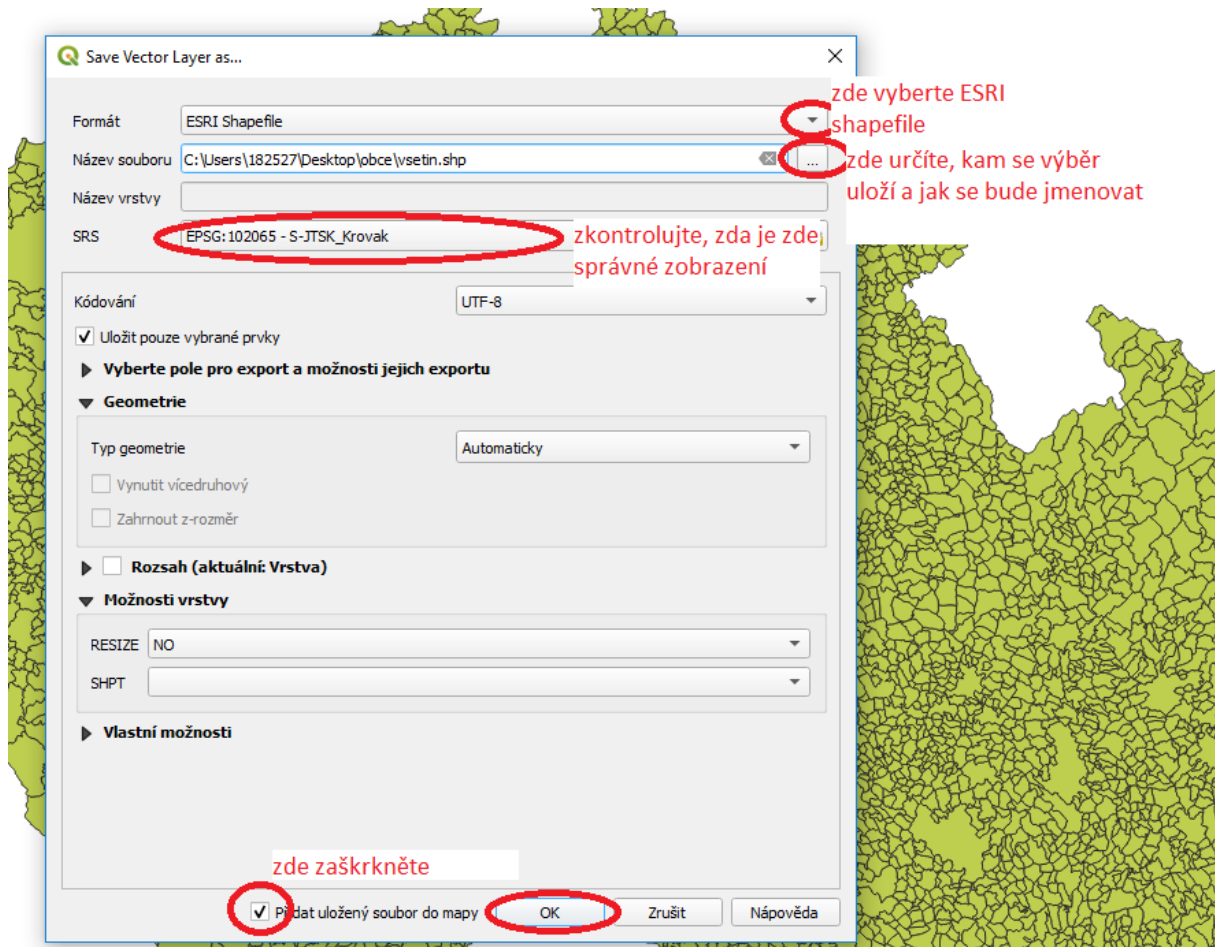 Save Vector Layer as...
zde vyberte ESRI
shapefile
Formát ESRI Shapefile
Název souboru C:\Users\182527\Desktop\obce\vsetin.shp ...
zde určíte, kam se výběr
uloží a jak se bude jmenovat
Název vrstvy
SRS EPSG:102065 - S-JTSK_Krovak
zkontrolujte, zda je zde
správné zobrazení
Kódování UTF-8
Uložit pouze vybrané prvky
Vyberte pole pro export a možnosti jejich exportu
Geometrie
Typ geometrie Automaticky
Vynutit vícedruhový
Zahrnout z-rozměr
Rozsah (aktuální: Vrstva)
Možnosti vrstvy
RESIZE NO
SHPT
Vlastní možnosti
zde zaškrkněte
Přidat uložený soubor do mapy OK Zrušit Nápověda